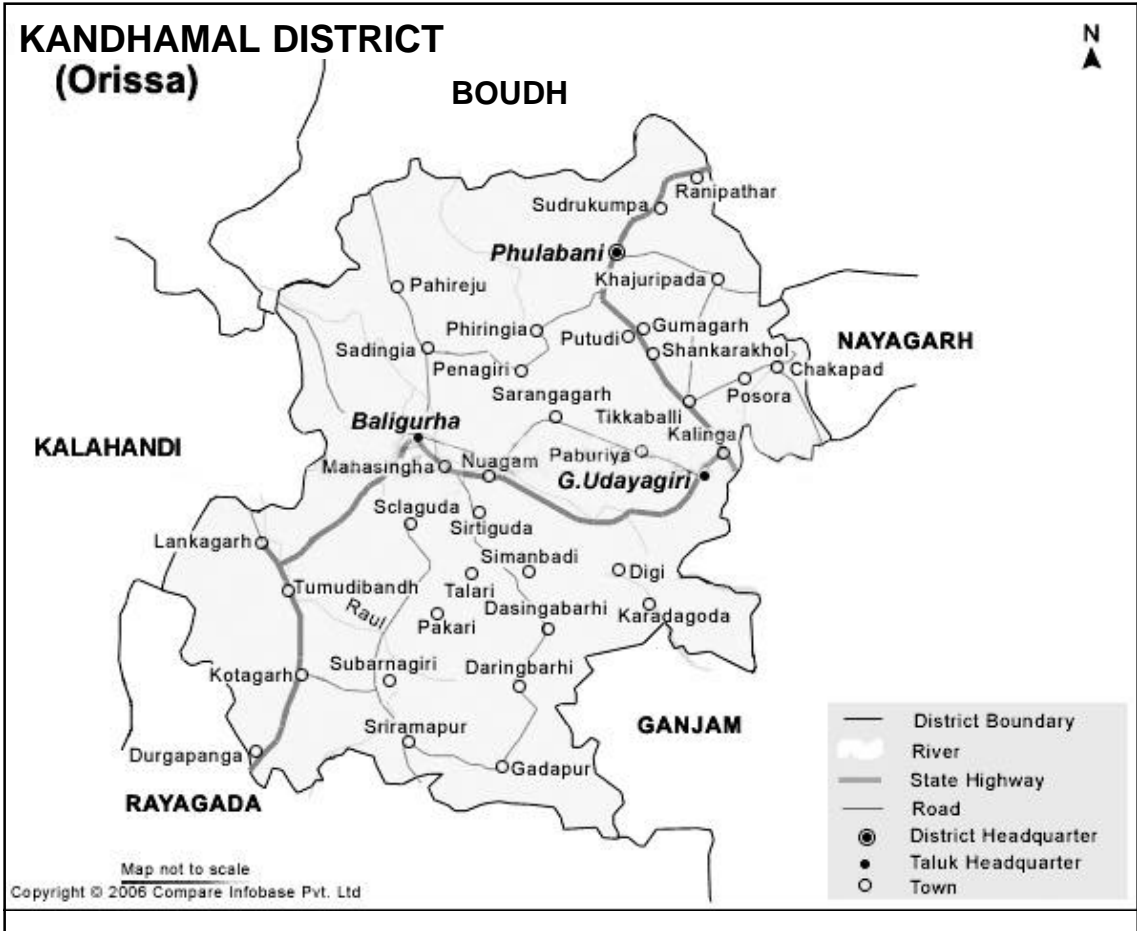 KANDHAMAL DISTRICT
(Orissa)
N
BOUDH
Ranipathar
Sudrukumpa
Phulabani
Khajuripada
Pahireju
Phiringia
Gumagarh
Putudi
NAYAGARH
Sadingia
Shankarakhol
Penagiri
Chakapad
Posora
Sarangagarh
Tikkaballi
Baligurha
Kalinga
KALAHANDI
Paburiya
Mahasingha
Nuagam
G.Udayagiri
Sclaguda
Sirtiguda
Lankagarh
Simanbadi
Digi
Tumudibandh
Talari
Raul
Dasingabarhi
Karadagoda
Pakari
Subarnagiri
Daringbarhi
Kotagarh
GANJAM
Sriramapur
Durgapanga
Gadapur
RAYAGADA
District Boundary
River
State Highway
Road
District Headquarter
Taluk Headquarter
Town
Map not to scale
Copyright © 2006 Compare Infobase Pvt. Ltd